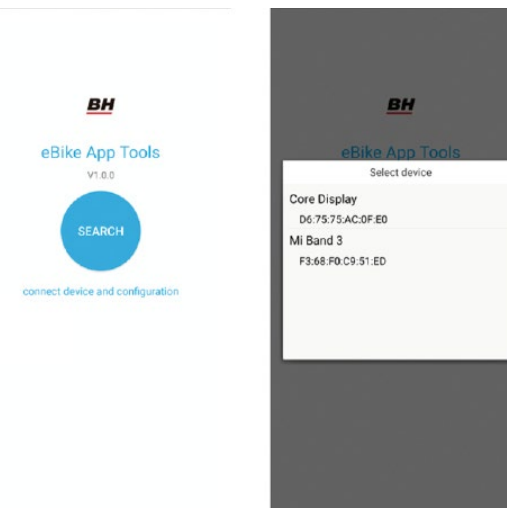 BH
eBike App Tools
V1.0.0
SEARCH
connect device and configuration
BH
eBike App Tools
Select device
Core Display
D6:75:75:AC:0F:E0
Mi Band 3
F3:68:F0:C9:51:ED